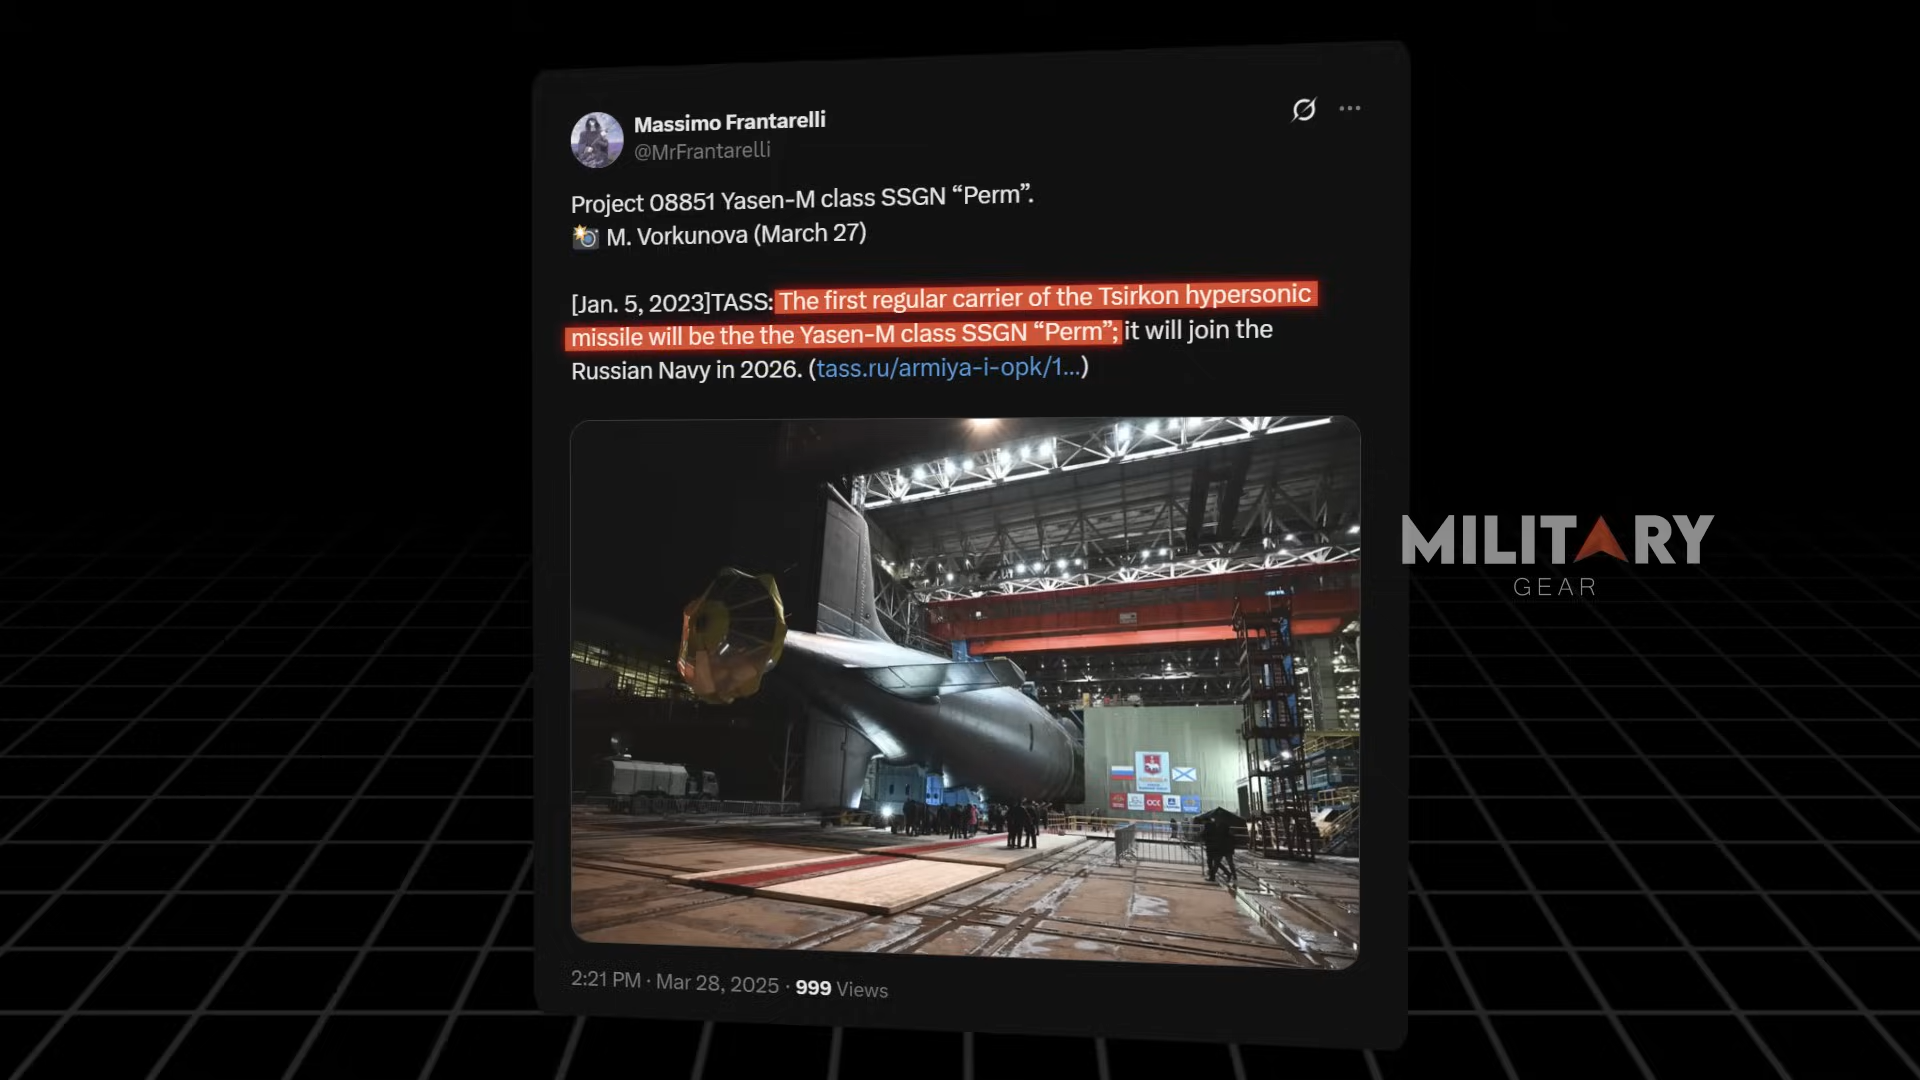 Massimo Frantarelli
@MrFrantarelli
Project 08851 Yasen-M class SSGN “Perm”.
M. Vorkunova (March 27)
[Jan. 5, 2023]TASS: The first regular carrier of the Tsirkon hypersonic
missile will be the the Yasen-M class SSGN “Perm”; it will join the
Russian Navy in 2026. (tass.ru/armiya-i-opk/1...)
MILITARY
GEAR
2:21 PM · Mar 28, 2025 · 999 Views